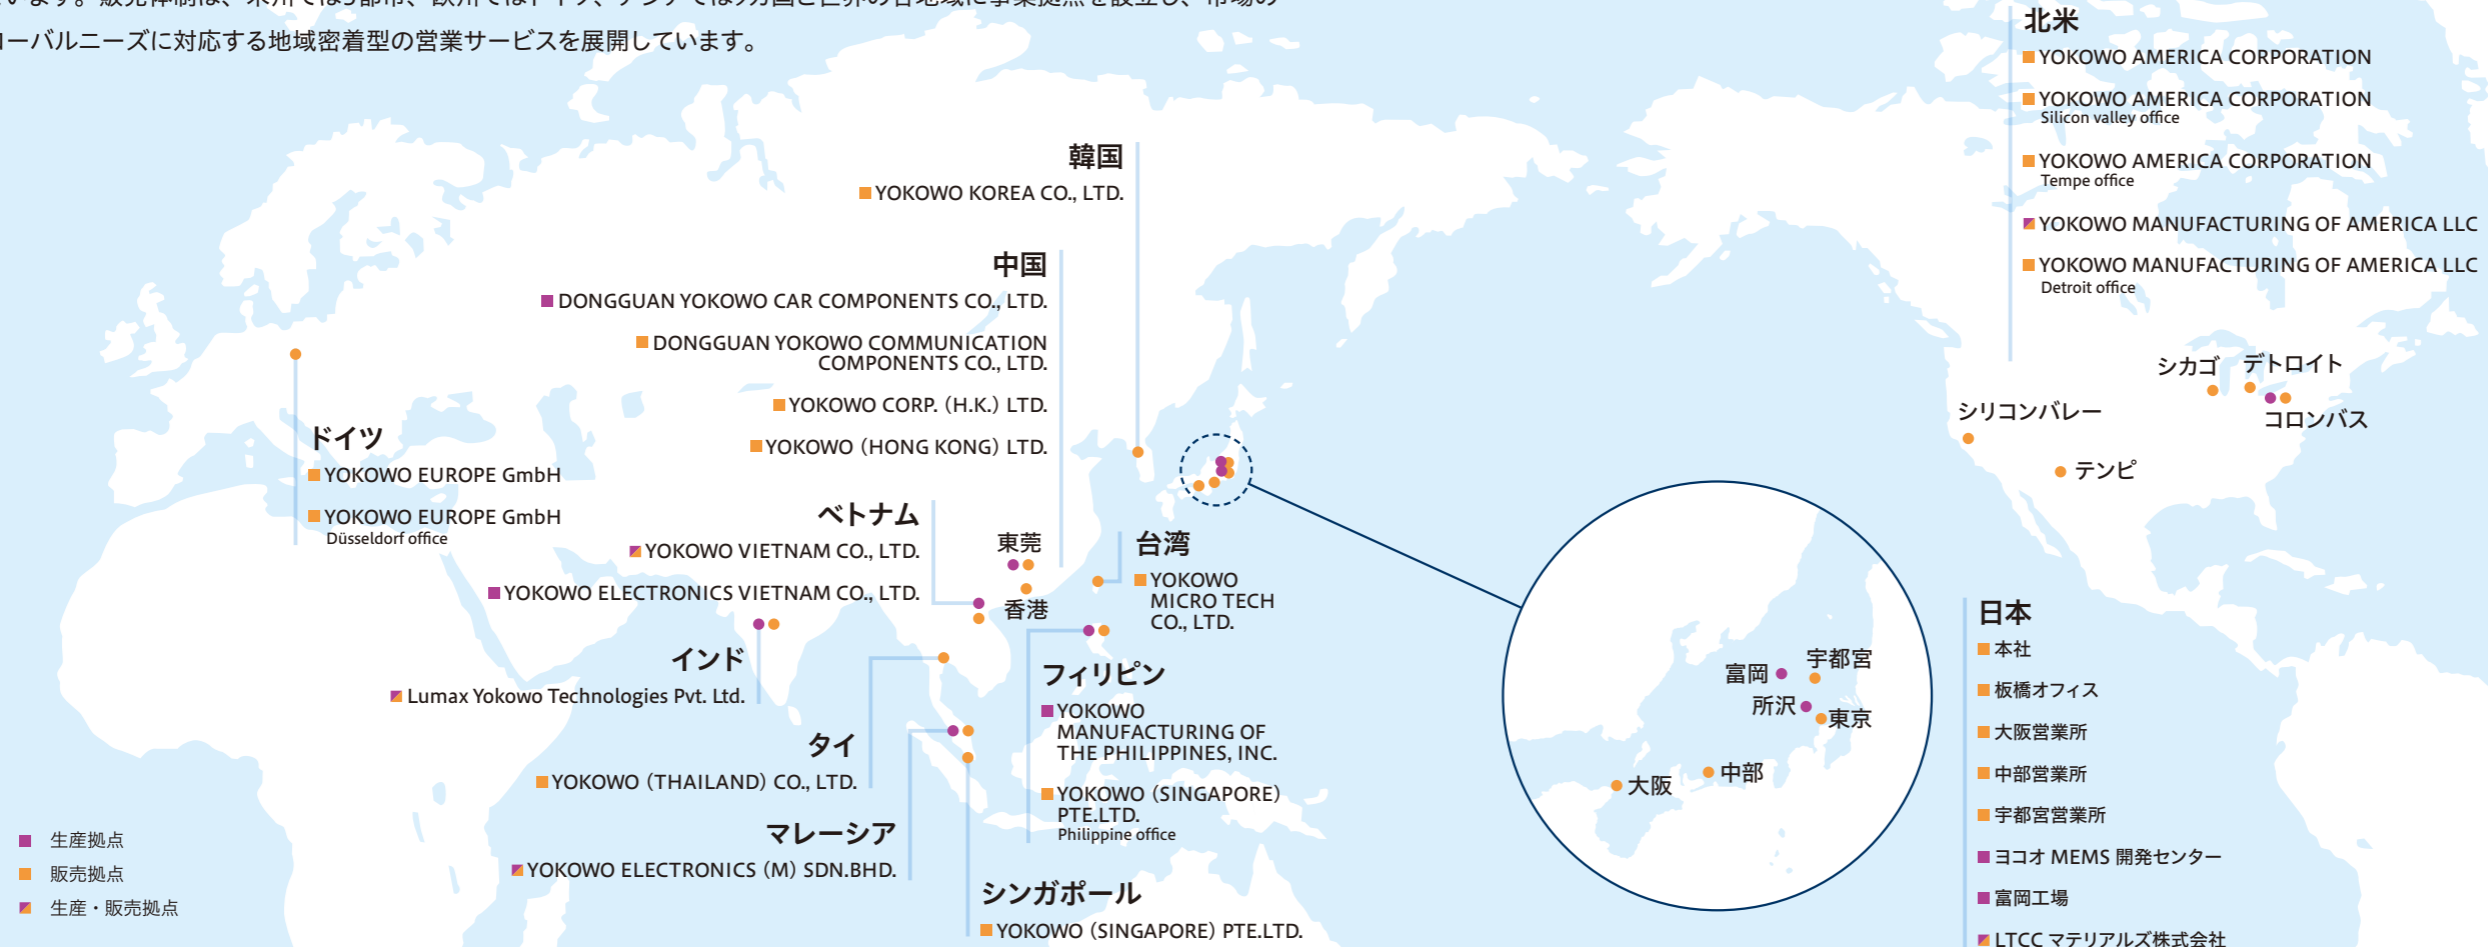 ローバルニーズに対応する地域密着型の営業サービスを展開しています。
北米
YOKOWO AMERICA CORPORATION
YOKOWO AMERICA CORPORATION
Silicon valley office
YOKOWO AMERICA CORPORATION
Tempe office
YOKOWO MANUFACTURING OF AMERICA LLC
YOKOWO MANUFACTURING OF AMERICA LLC
Detroit office
韓国
YOKOWO KOREA CO., LTD.
中国
DONGGUAN YOKOWO CAR COMPONENTS CO., LTD.
DONGGUAN YOKOWO COMMUNICATION
COMPONENTS CO., LTD.
YOKOWO CORP.（H.K.）LTD.
YOKOWO（HONG KONG）LTD.
シカゴ
デトロイト
コロンバス
シリコンバレー
テンピ
ドイツ
YOKOWO EUROPE GmbH
YOKOWO EUROPE GmbH
Düsseldorf office
ベトナム
YOKOWO VIETNAM CO., LTD.
YOKOWO ELECTRONICS VIETNAM CO., LTD.
東莞
香港
台湾
YOKOWO
MICRO TECH
CO., LTD.
インド
Lumax Yokowo Technologies Pvt. Ltd.
フィリピン
YOKOWO
MANUFACTURING OF
THE PHILIPPINES, INC.
YOKOWO（SINGAPORE）
PTE.LTD.
Philippine office
タイ
YOKOWO（THAILAND）CO., LTD.
マレーシア
YOKOWO ELECTRONICS（M）SDN.BHD.
シンガポール
YOKOWO（SINGAPORE）PTE.LTD.
富岡
宇都宮
所沢
東京
中部
大阪
日本
本社
板橋オフィス
大阪営業所
中部営業所
宇都宮営業所
ヨコオ MEMS 開発センター
富岡工場
LTCC マテリアルズ株式会社
生産拠点
販売拠点
生産・販売拠点